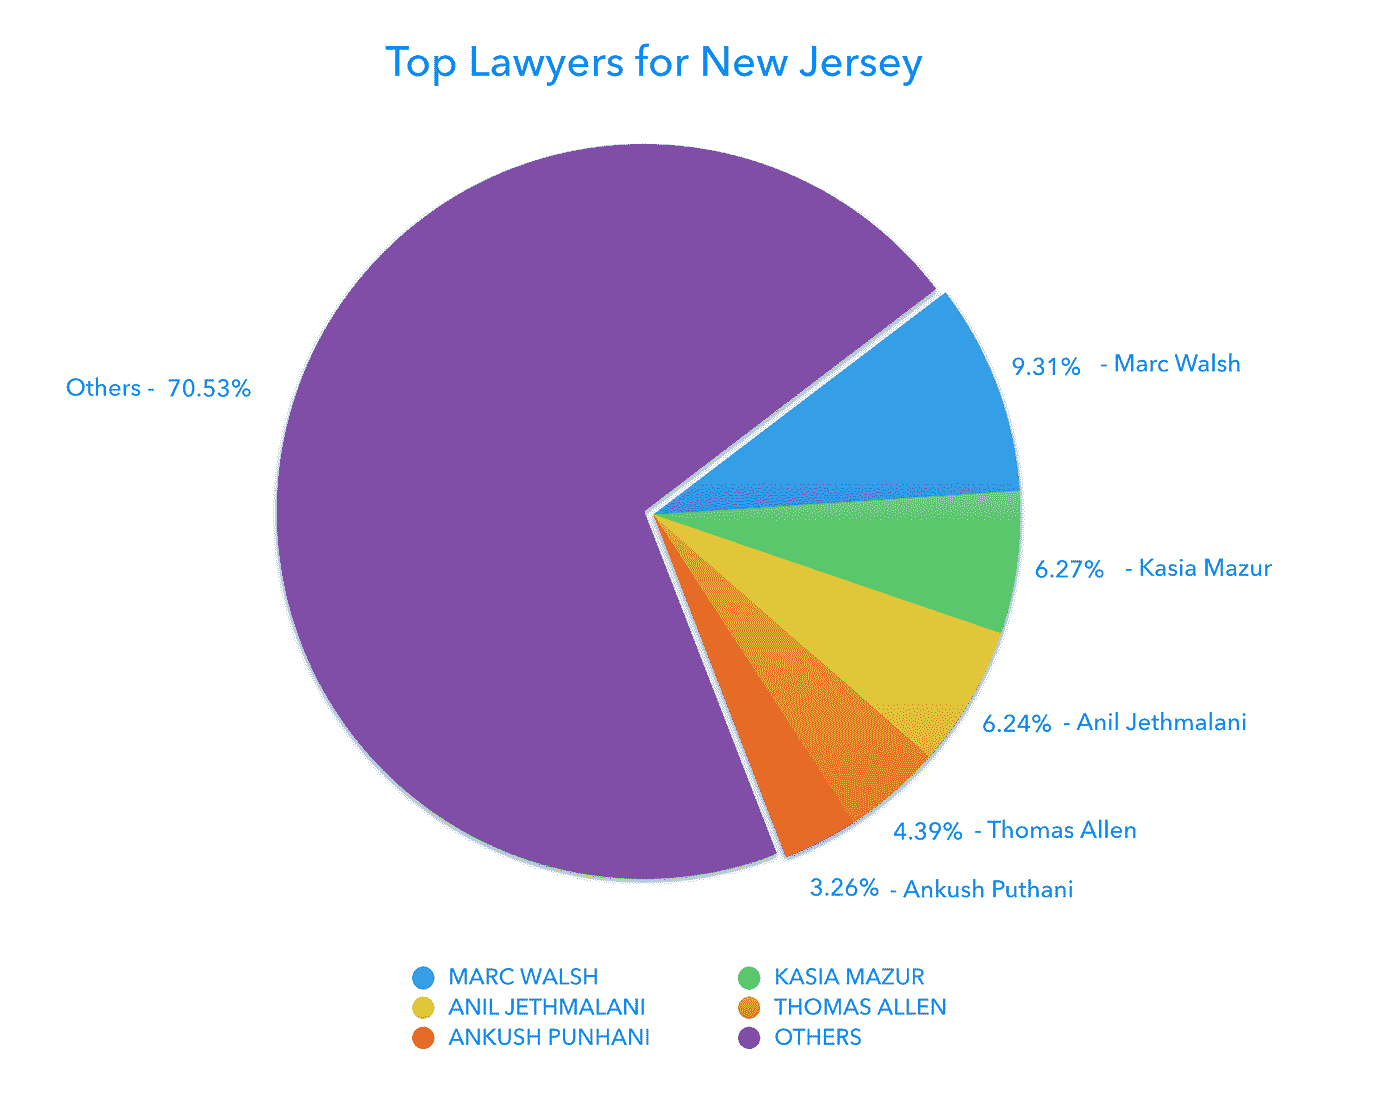 Top Lawyers for New Jersey
9.31% - Marc Walsh
Others - 70.53%
6.27% - Kasia Mazur
6.24% - Anil Jethmalani
4.39% - Thomas Allen
3.26% - Ankush Puthani
MARC WALSH
KASIA MAZUR
ANIL JETHMALANI
THOMAS ALLEN
ANKUSH PUNHANI
OTHERS